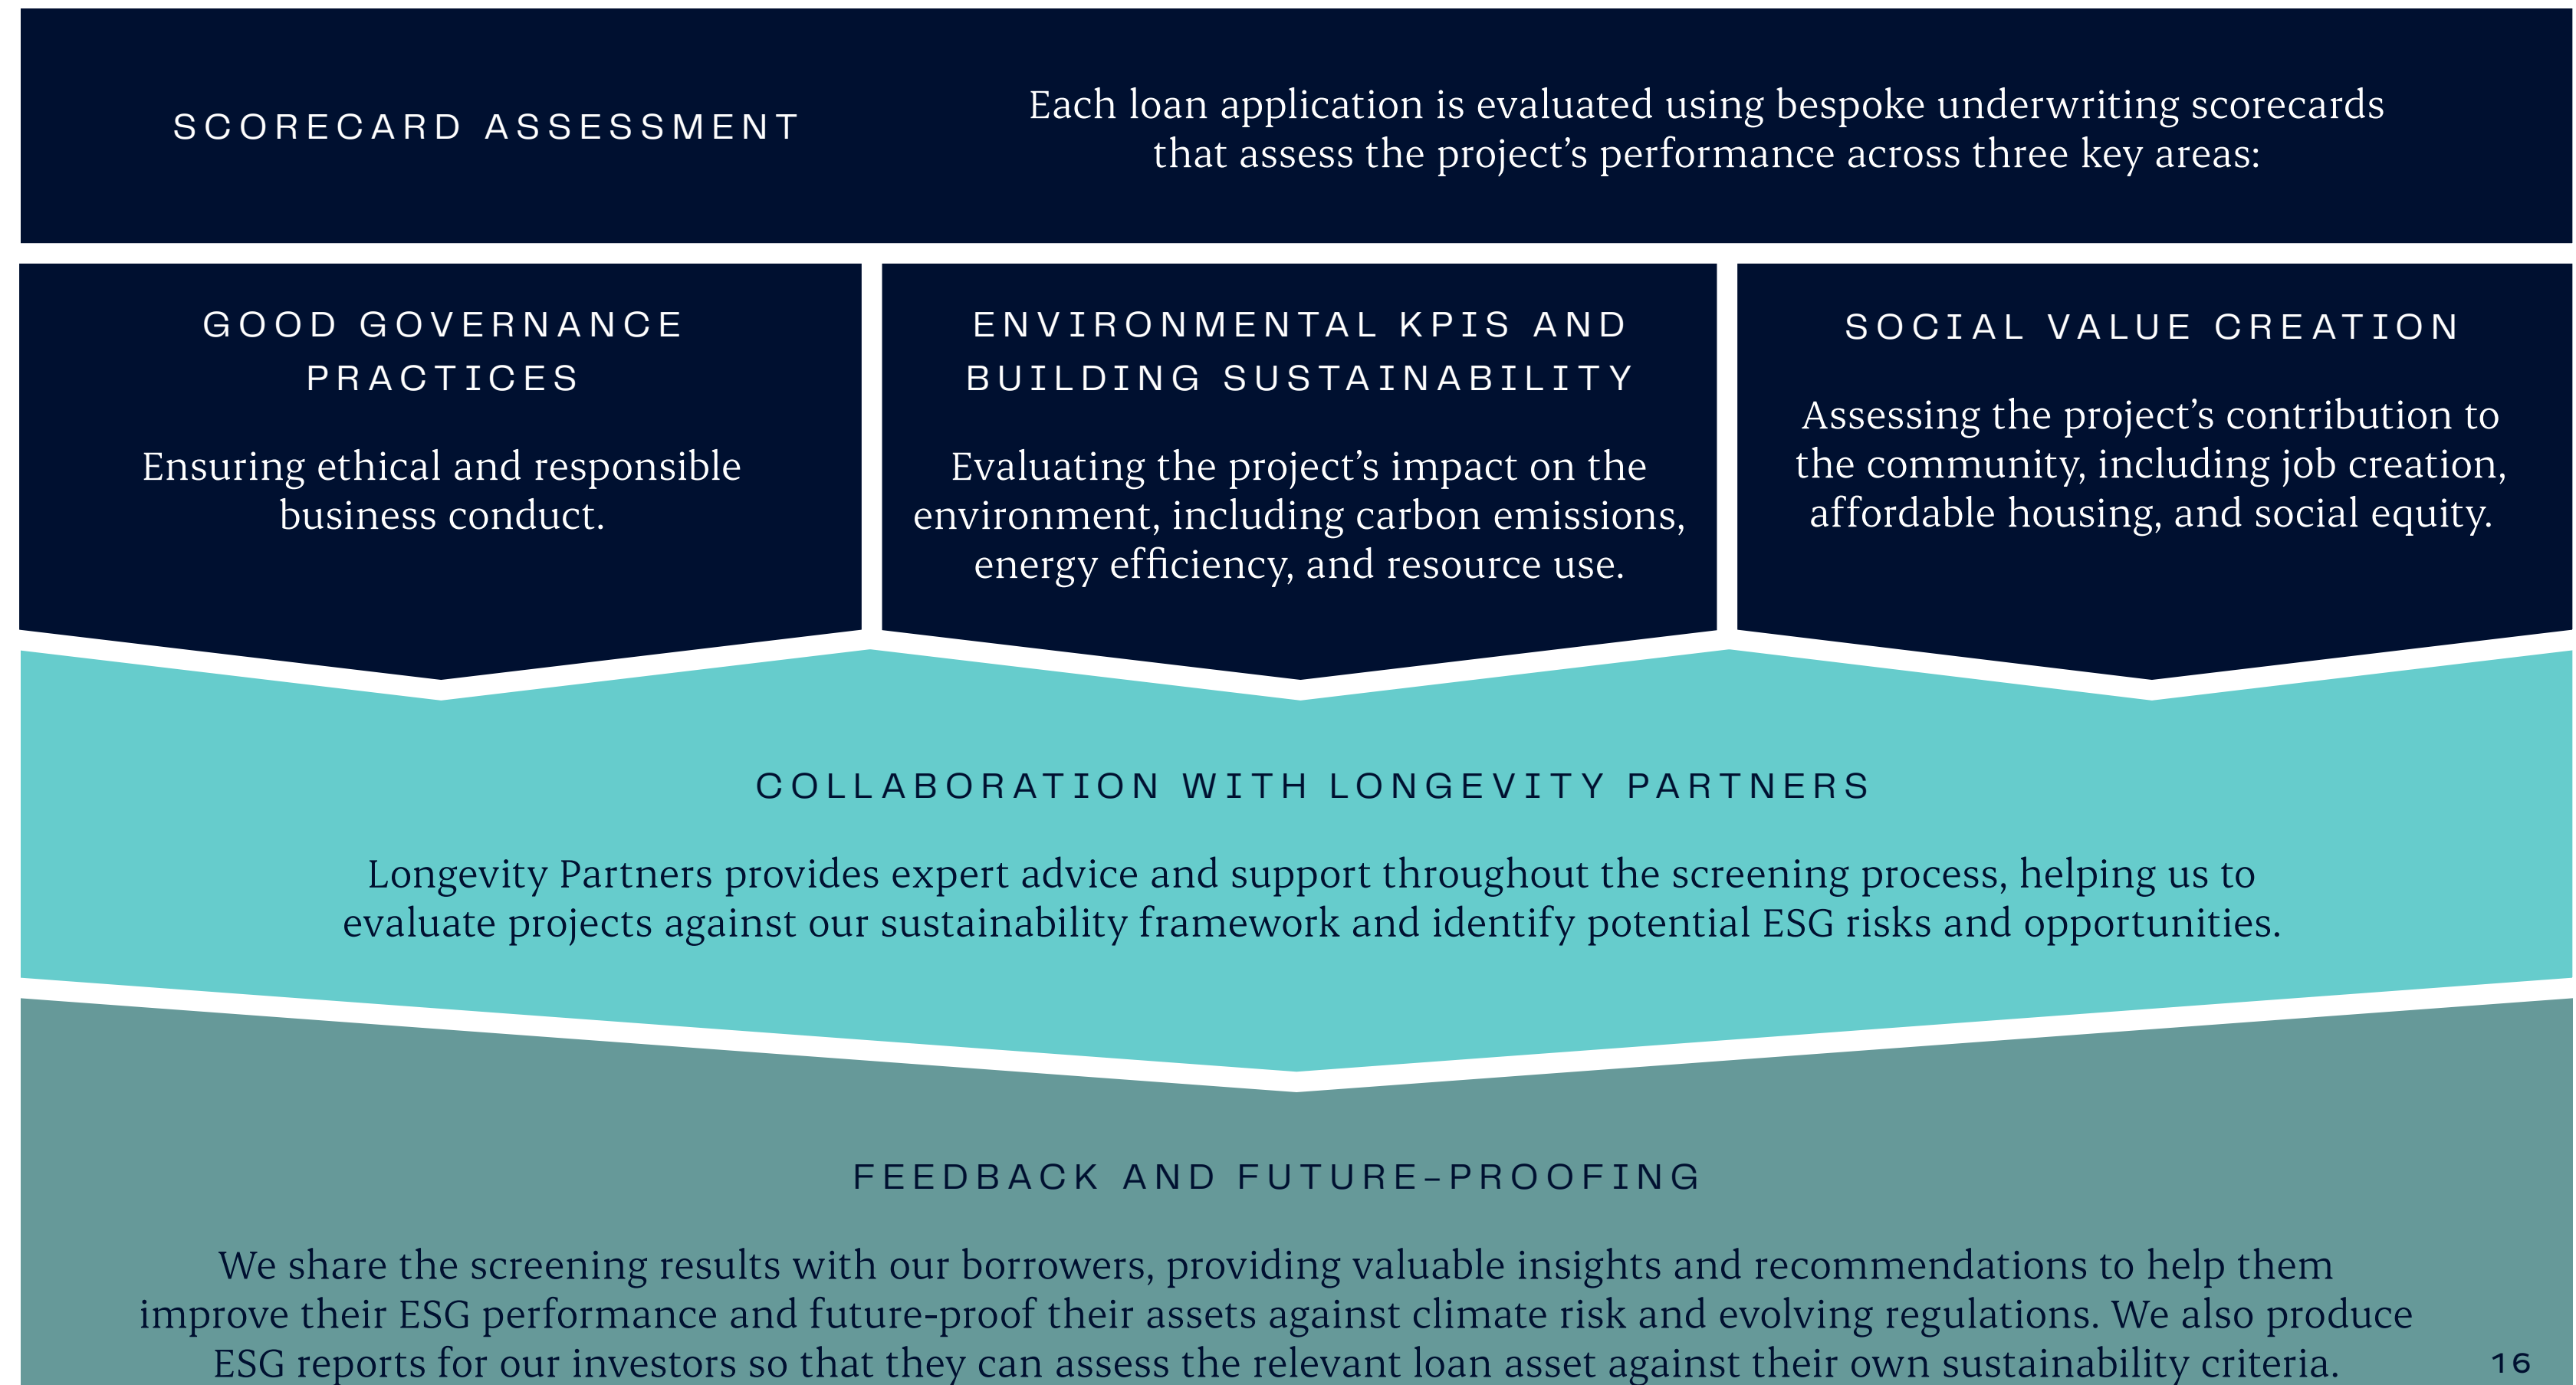 SCORECARD ASSESSMENT
Each loan application is evaluated using bespoke underwriting scorecards
that assess the project’s performance across three key areas:
GOOD GOVERNANCE
PRACTICES
Ensuring ethical and responsible
business conduct.
ENVIRONMENTAL KPIS AND
BUILDING SUSTAINABILITY
Evaluating the project’s impact on the
environment, including carbon emissions,
energy efficiency, and resource use.
SOCIAL VALUE CREATION
Assessing the project’s contribution to
the community, including job creation,
affordable housing, and social equity.
COLLABORATION WITH LONGEVITY PARTNERS
Longevity Partners provides expert advice and support throughout the screening process, helping us to
evaluate projects against our sustainability framework and identify potential ESG risks and opportunities.
FEEDBACK AND FUTURE-PROOFING
We share the screening results with our borrowers, providing valuable insights and recommendations to help them
improve their ESG performance and future-proof their assets against climate risk and evolving regulations. We also produce
ESG reports for our investors so that they can assess the relevant loan asset against their own sustainability criteria.
16